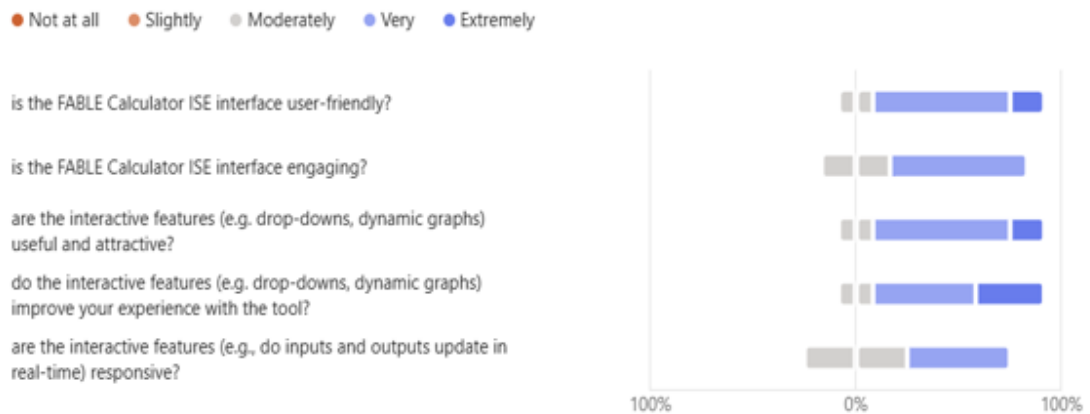 Not at all Slightly Moderately Very Extremely
is the FABLE Calculator ISE interface user-friendly?
is the FABLE Calculator ISE interface engaging?
are the interactive features (e.g. drop-downs, dynamic graphs)
useful and attractive?
do the interactive features (e.g. drop-downs, dynamic graphs)
improve your experience with the tool?
are the interactive features (e.g., do inputs and outputs update in
real-time) responsive?
100% 0% 100%